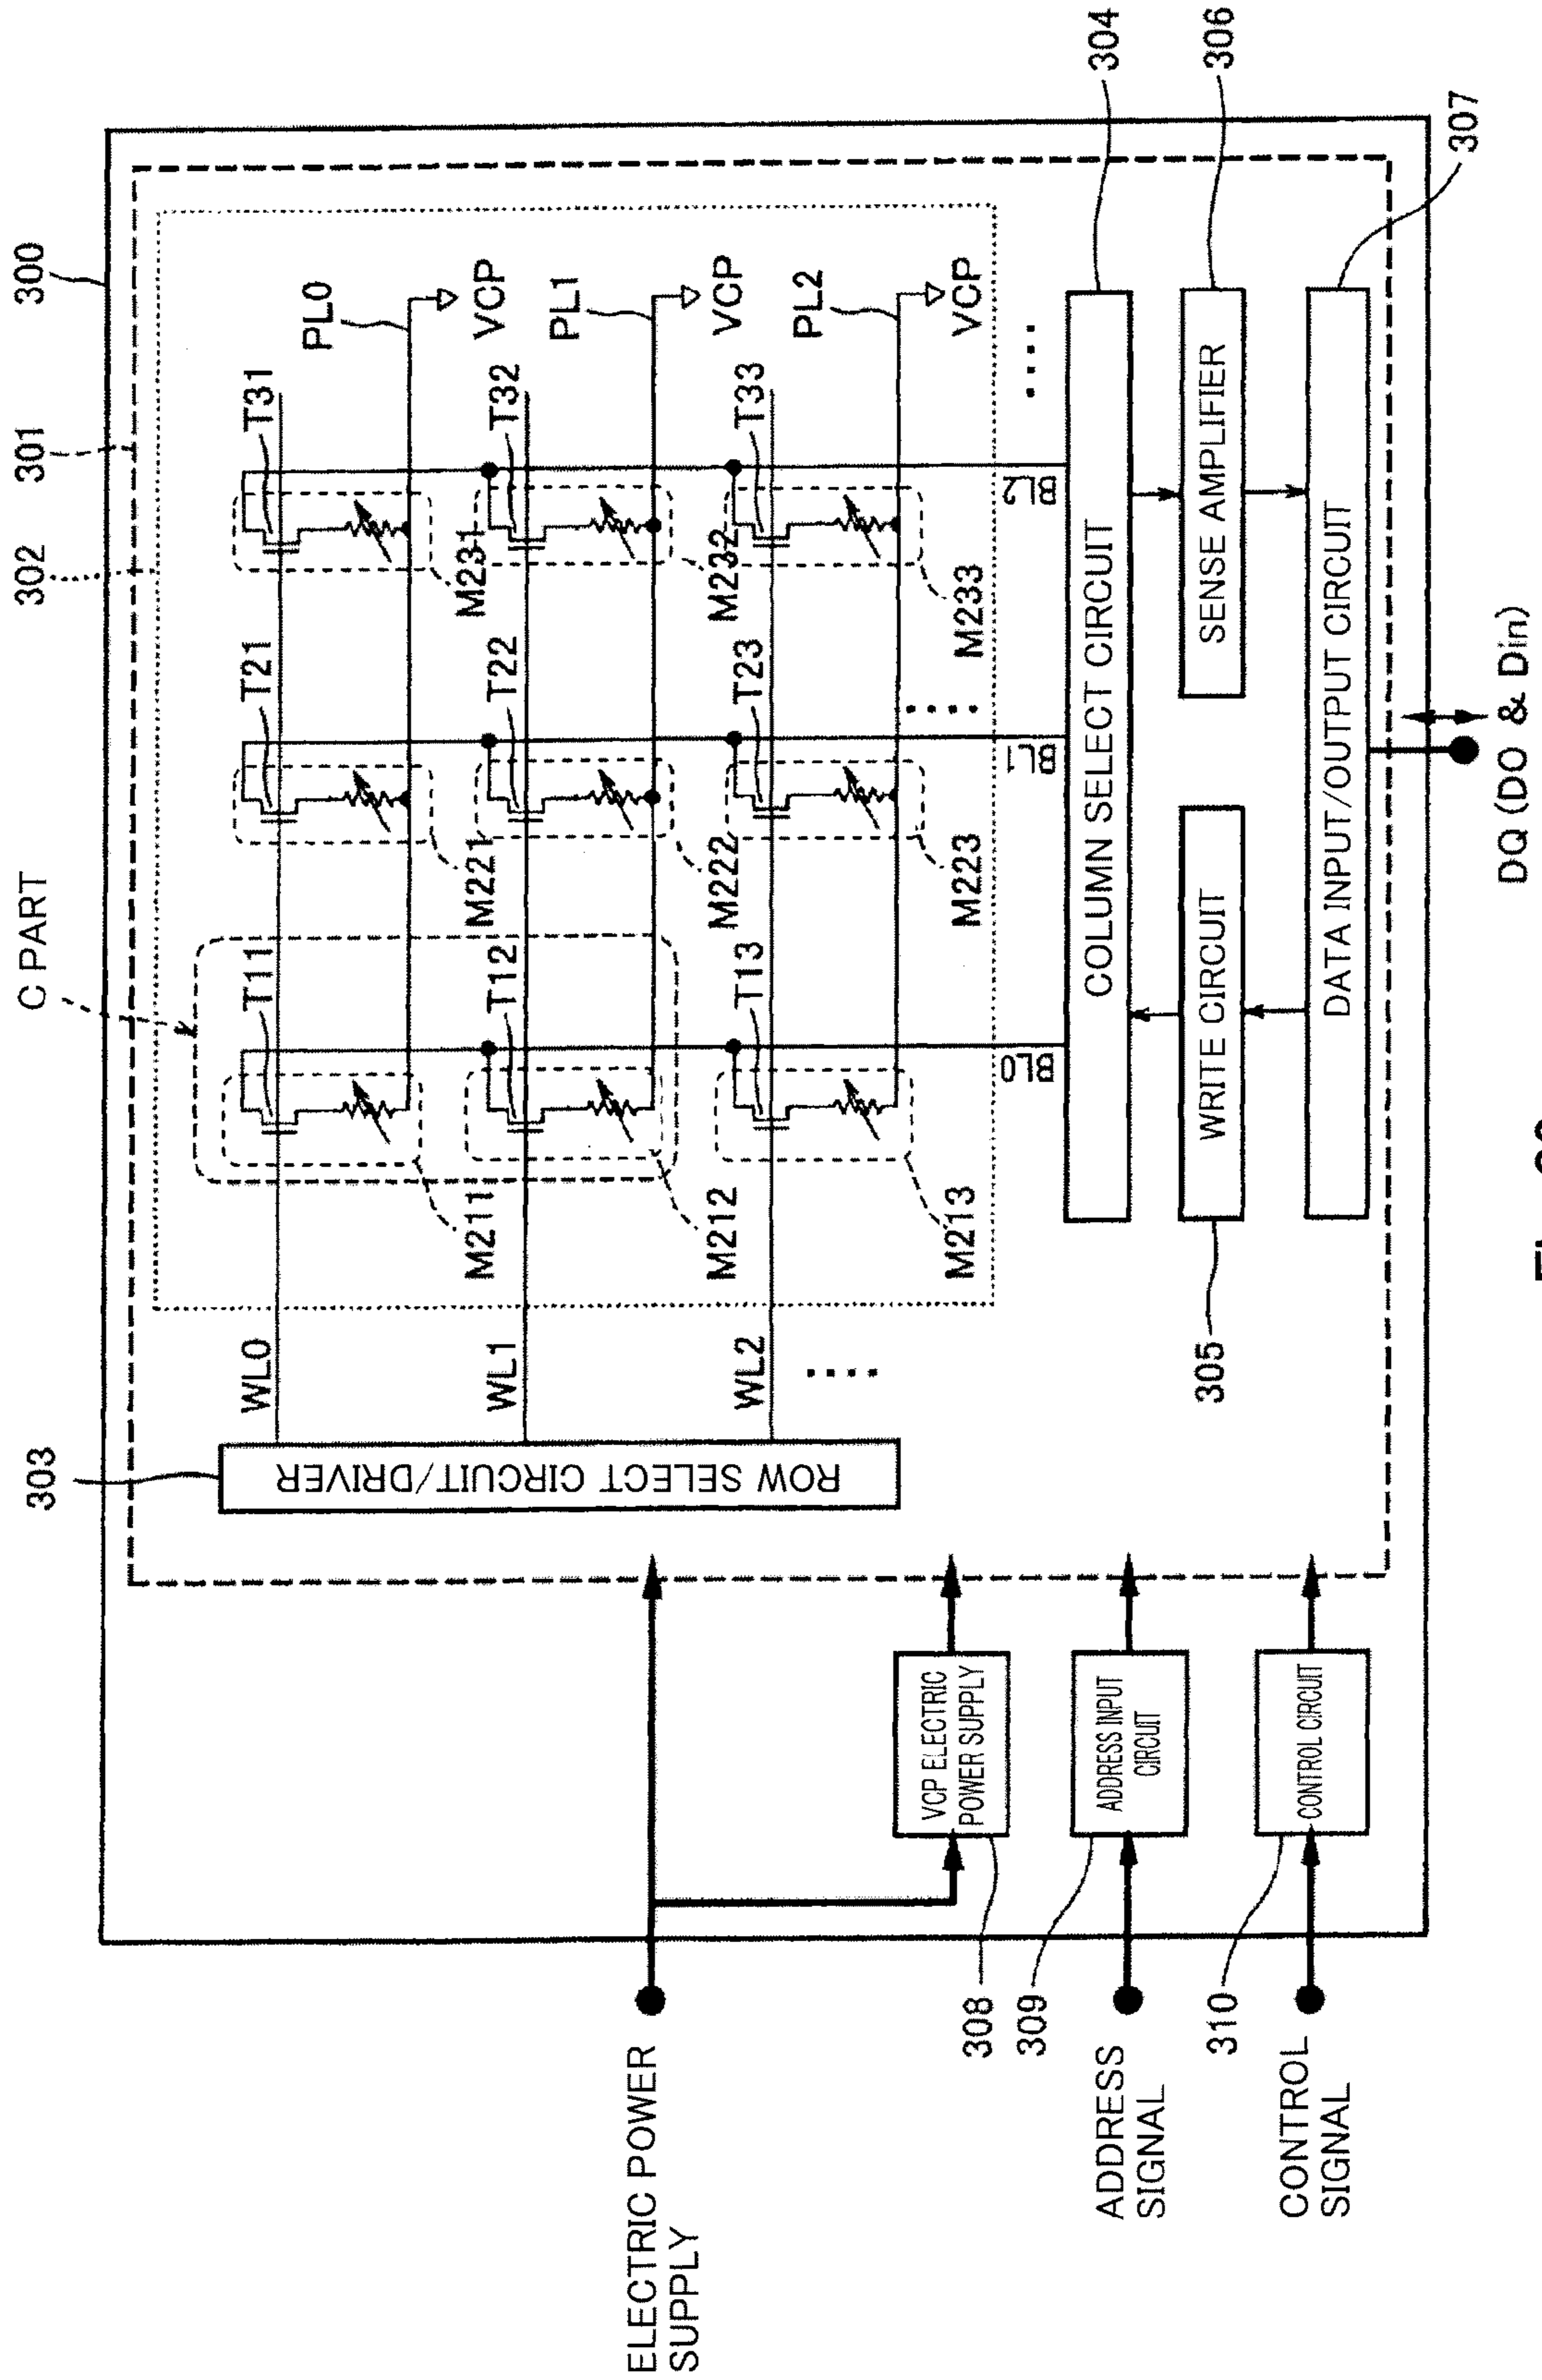 300
301
302
303
C PART
WL0
T11
T21
T31
PL0
VCP
M211
M221
M231
WL1
T12
T22
T32
PL1
VCP
M212
M222
M232
WL2
T13
T23
T33
PL2
VCP
M213
M223
M233
....
....
....
BL0
BL1
BL2
ROW SELECT CIRCUIT/DRIVER
COLUMN SELECT CIRCUIT
304
WRITE CIRCUIT
305
SENSE AMPLIFIER
306
DATA INPUT/OUTPUT CIRCUIT
307
DQ (DO & Din)
ELECTRIC POWER
SUPPLY
VCP ELECTRIC
POWER SUPPLY
308
ADDRESS
SIGNAL
ADDRESS INPUT
CIRCUIT
309
CONTROL
SIGNAL
CONTROL CIRCUIT
310